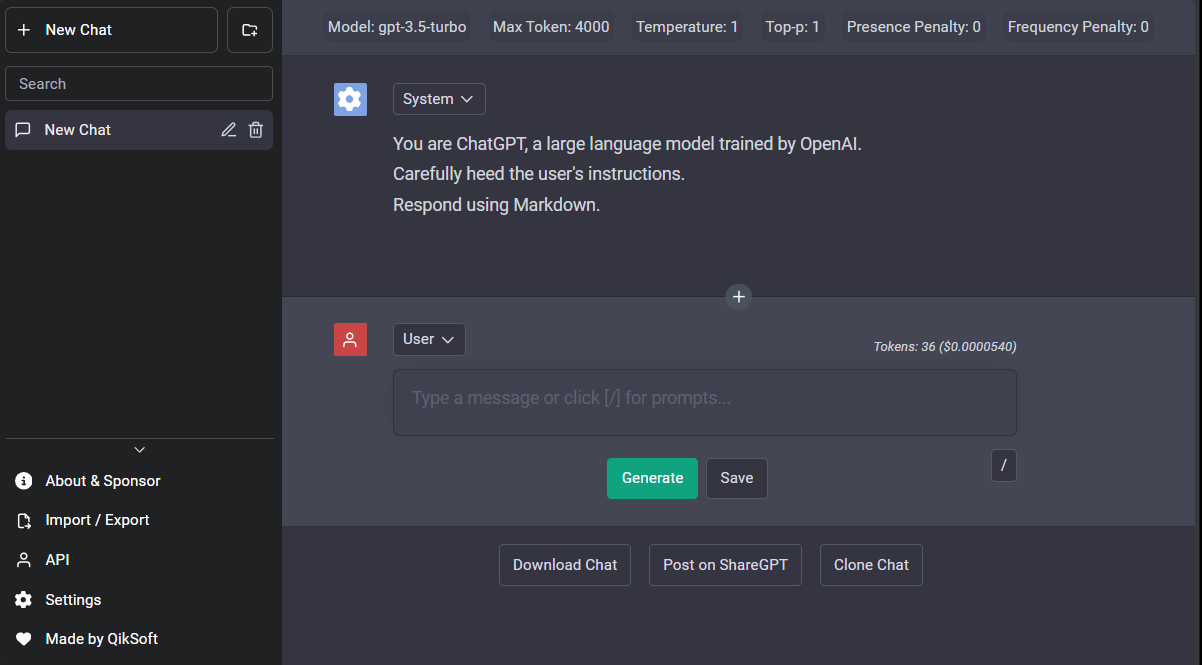 New Chat
Search
New Chat
About & Sponsor
Import / Export
API
Settings
Made by QikSoft
Model: gpt-3.5-turbo Max Token: 4000 Temperature: 1 Top-p: 1 Presence Penalty: 0 Frequency Penalty: 0
System
You are ChatGPT, a large language model trained by OpenAI.
Carefully heed the user's instructions.
Respond using Markdown.
+
User
Tokens: 36 ($0.0000540)
Type a message or click [/] for prompts...
Generate Save /
Download Chat Post on ShareGPT Clone Chat